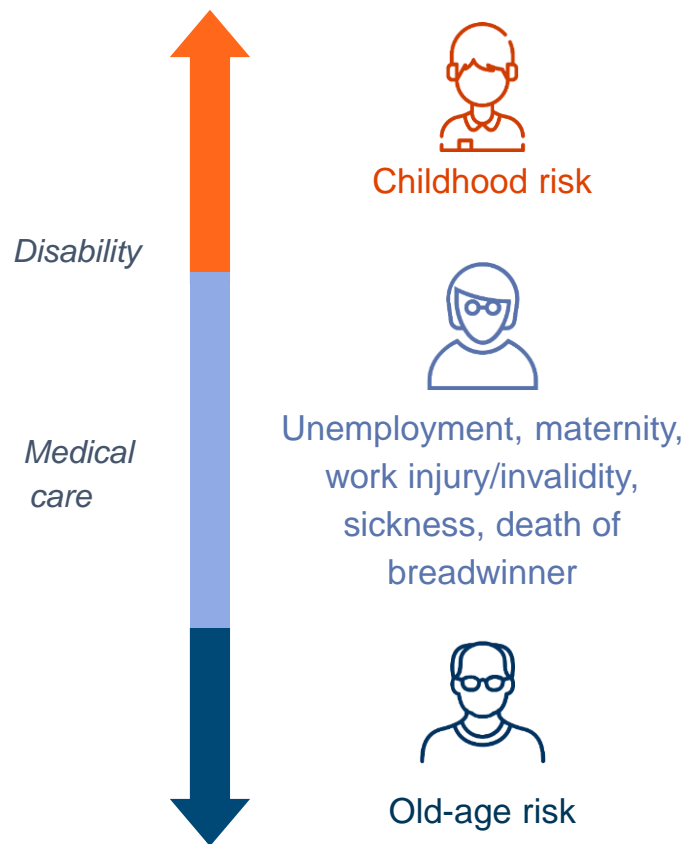 Childhood risk
Disability
Unemployment, maternity,
work injury/invalidity,
sickness, death of
breadwinner
Medical
care
Old-age risk